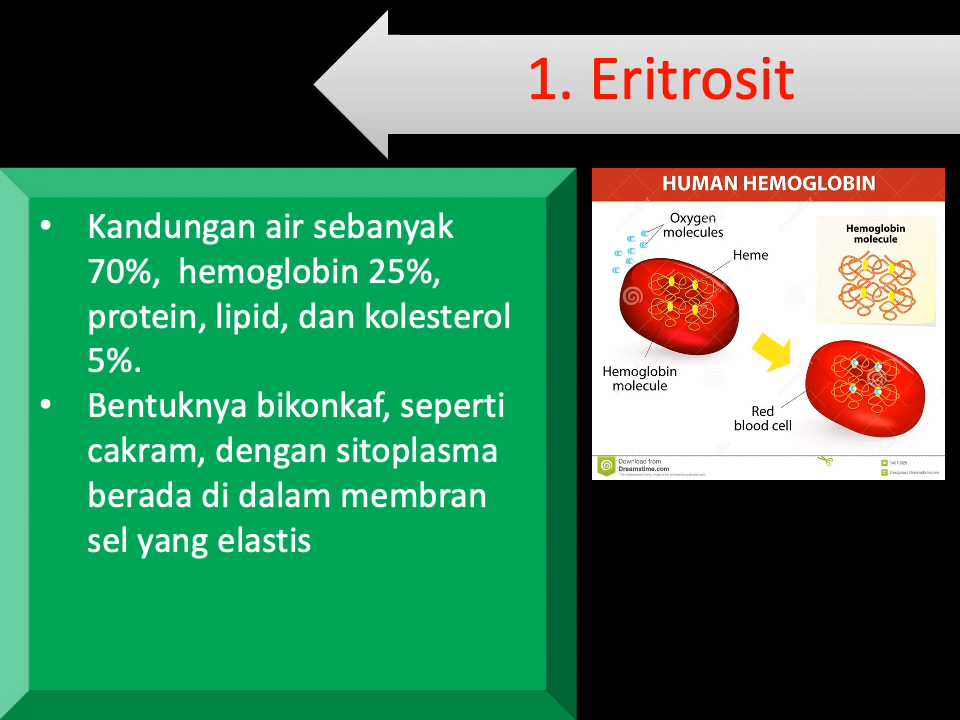 1. Eritrosit
• Kandungan air sebanyak
70%, hemoglobin 25%,
protein, lipid, dan kolesterol
5%.
• Bentuknya bikonkaf, seperti
cakram, dengan sitoplasma
berada di dalam membran
sel yang elastis
HUMAN HEMOGLOBIN
Oxygen
molecules
Heme
Hemoglobin
molecule
Hemoglobin
molecule
Red
blood cell
Download from
Dreamstime.com